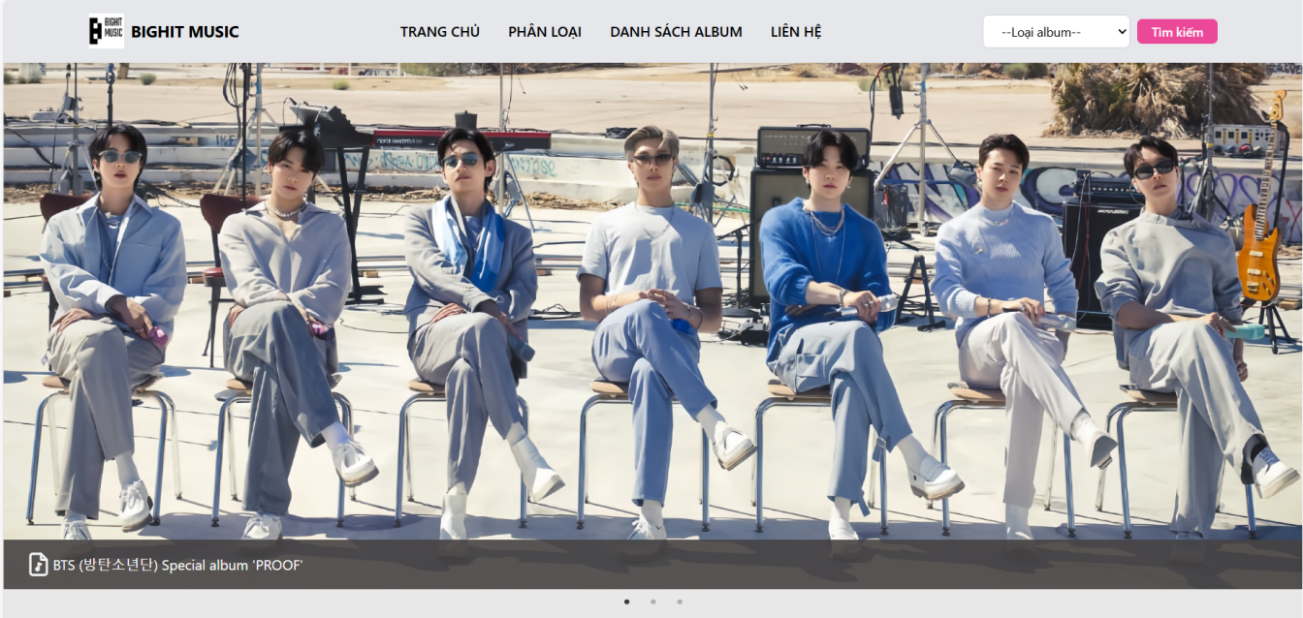 BIGHIT
MUSIC
BIGHIT MUSIC
TRANG CHỦ
PHÂN LOẠI
DANH SÁCH ALBUM
LIÊN HỆ
--Loại album--
Tìm kiếm
BTS (방탄소년단) Special album 'PROOF'